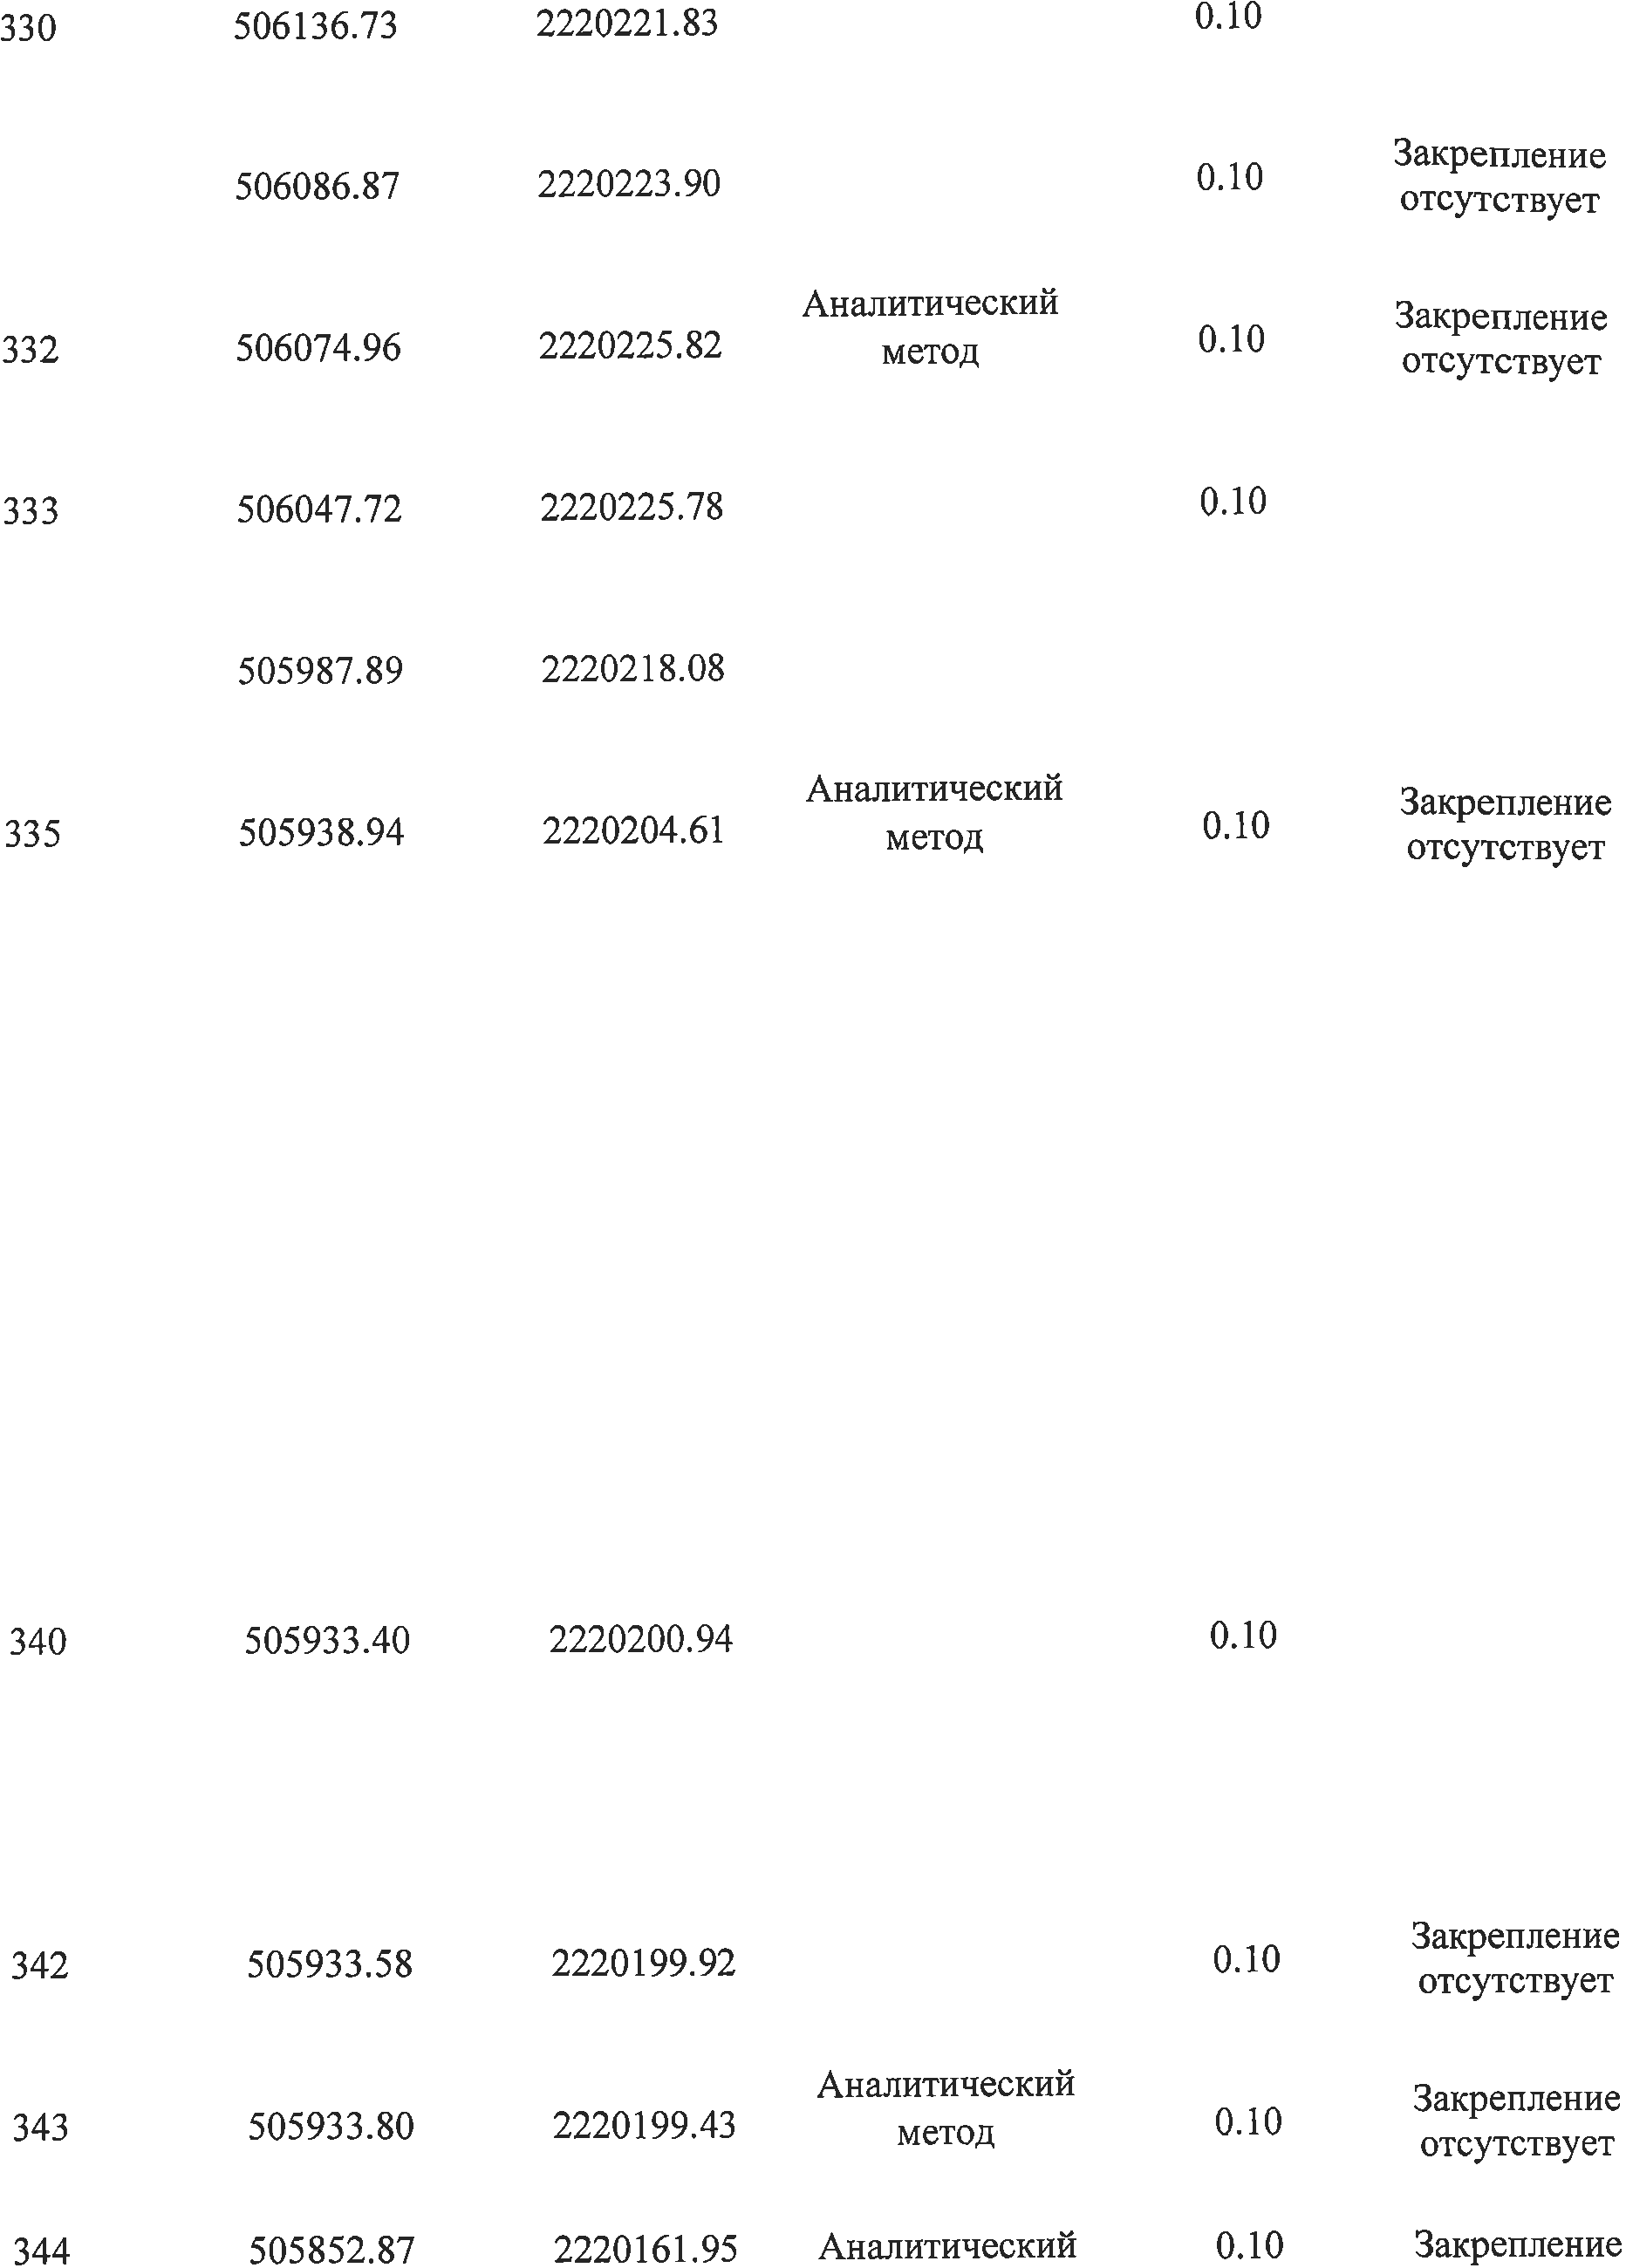 330 506136.73 2220221.83 0.10
506086.87 2220223.90 0.10 Закрепление
отсутствует
332 506074.96 2220225.82 Аналитический 0.10 Закрепление
метод отсутствует
333 506047.72 2220225.78 0.10
505987.89 2220218.08
335 505938.94 2220204.61 Аналитический 0.10 Закрепление
метод отсутствует
340 505933.40 2220200.94 0.10
342 505933.58 2220199.92 0.10 Закрепление
отсутствует
343 505933.80 2220199.43 Аналитический 0.10 Закрепление
метод отсутствует
344 505852.87 2220161.95 Аналитический 0.10 Закрепление